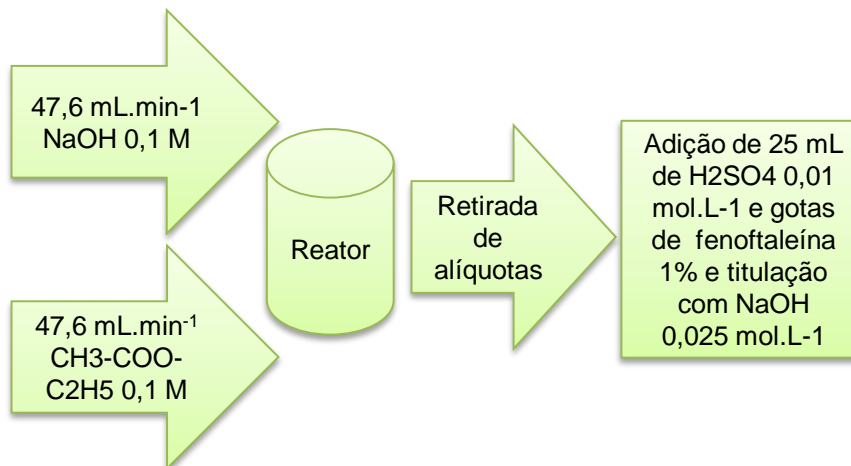 47,6 mL.min-1
NaOH 0,1 M
47,6 mL.min-1
CH3-COO-
C2H5 0,1 M
Reator
Retirada
de
alíquotas
Adição de 25 mL
de H2SO4 0,01
mol.L-1 e gotas
de fenoftaleína
1% e titulação
com NaOH
0,025 mol.L-1